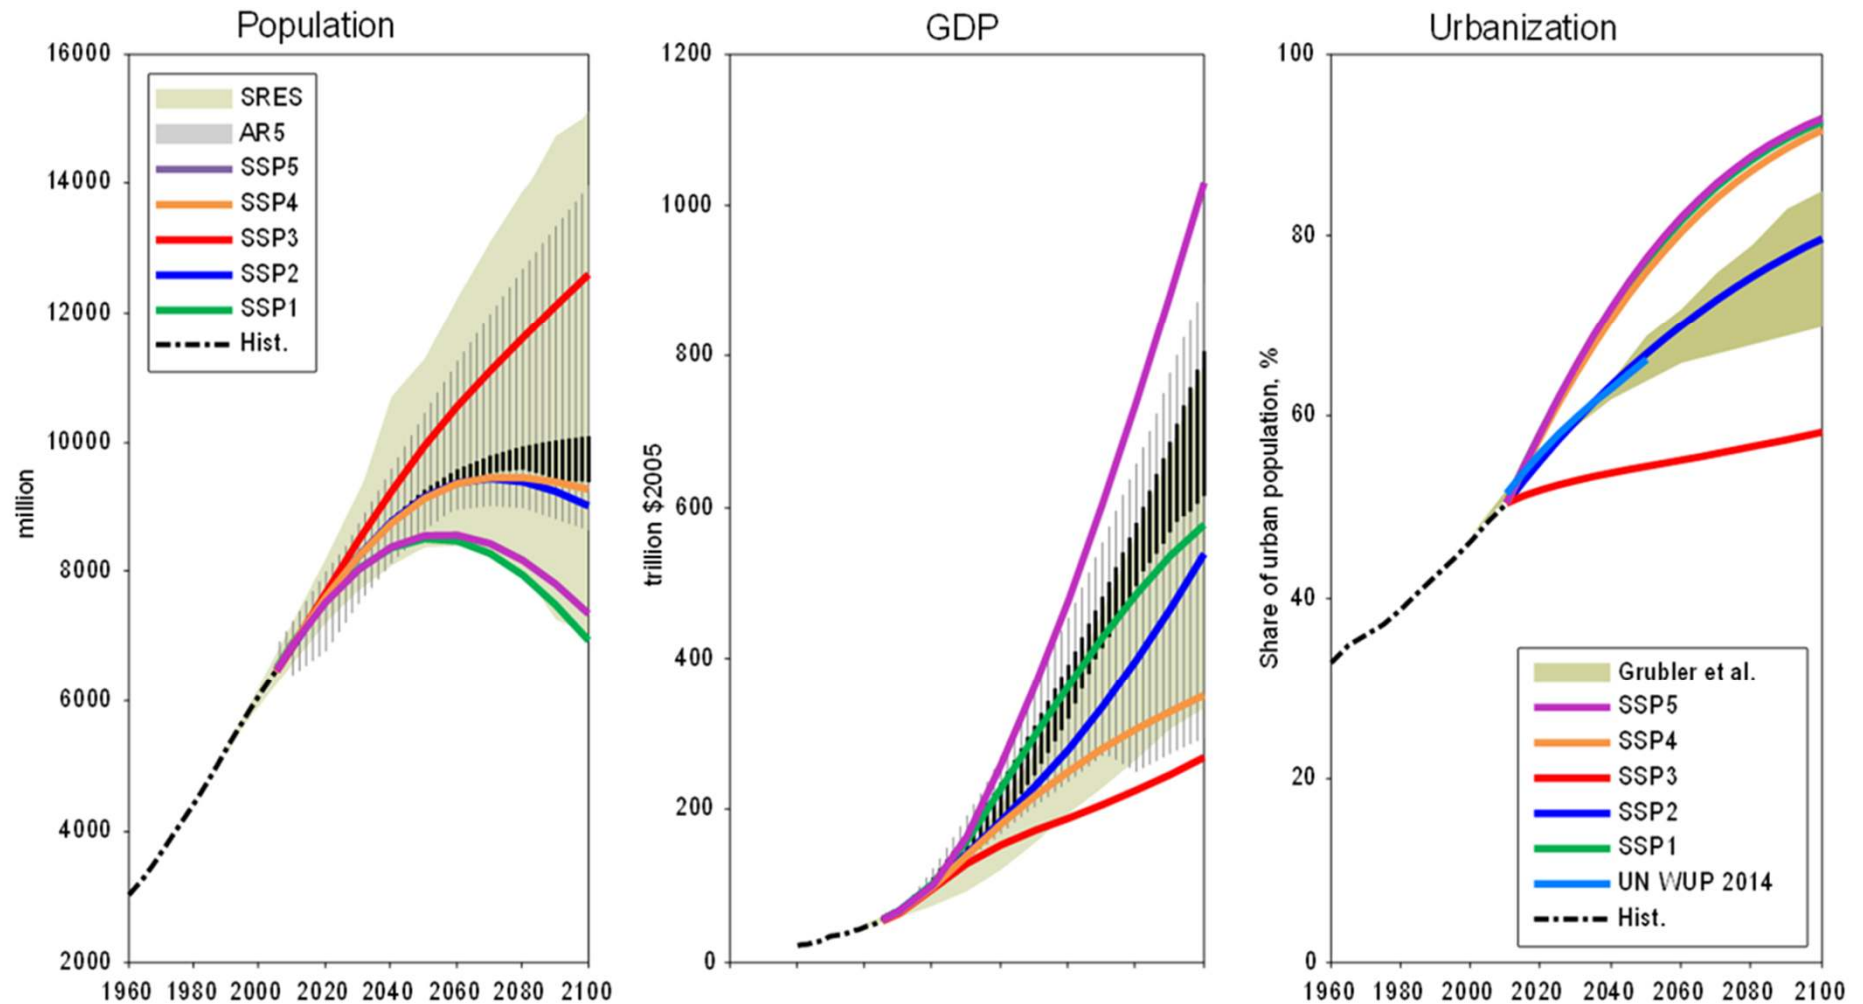 Population
16000
14000
12000
10000
8000
6000
4000
2000
million
1960 1980 2000 2020 2040 2060 2080 2100
SRES
AR5
SSP5
SSP4
SSP3
SSP2
SSP1
Hist.
GDP
1200
1000
800
600
400
200
0
trillion $2005
Urbanization
100
80
60
40
20
0
Share of urban population, %
1960 1980 2000 2020 2040 2060 2080 2100
Grubler et al.
SSP5
SSP4
SSP3
SSP2
SSP1
UN WUP 2014
Hist.